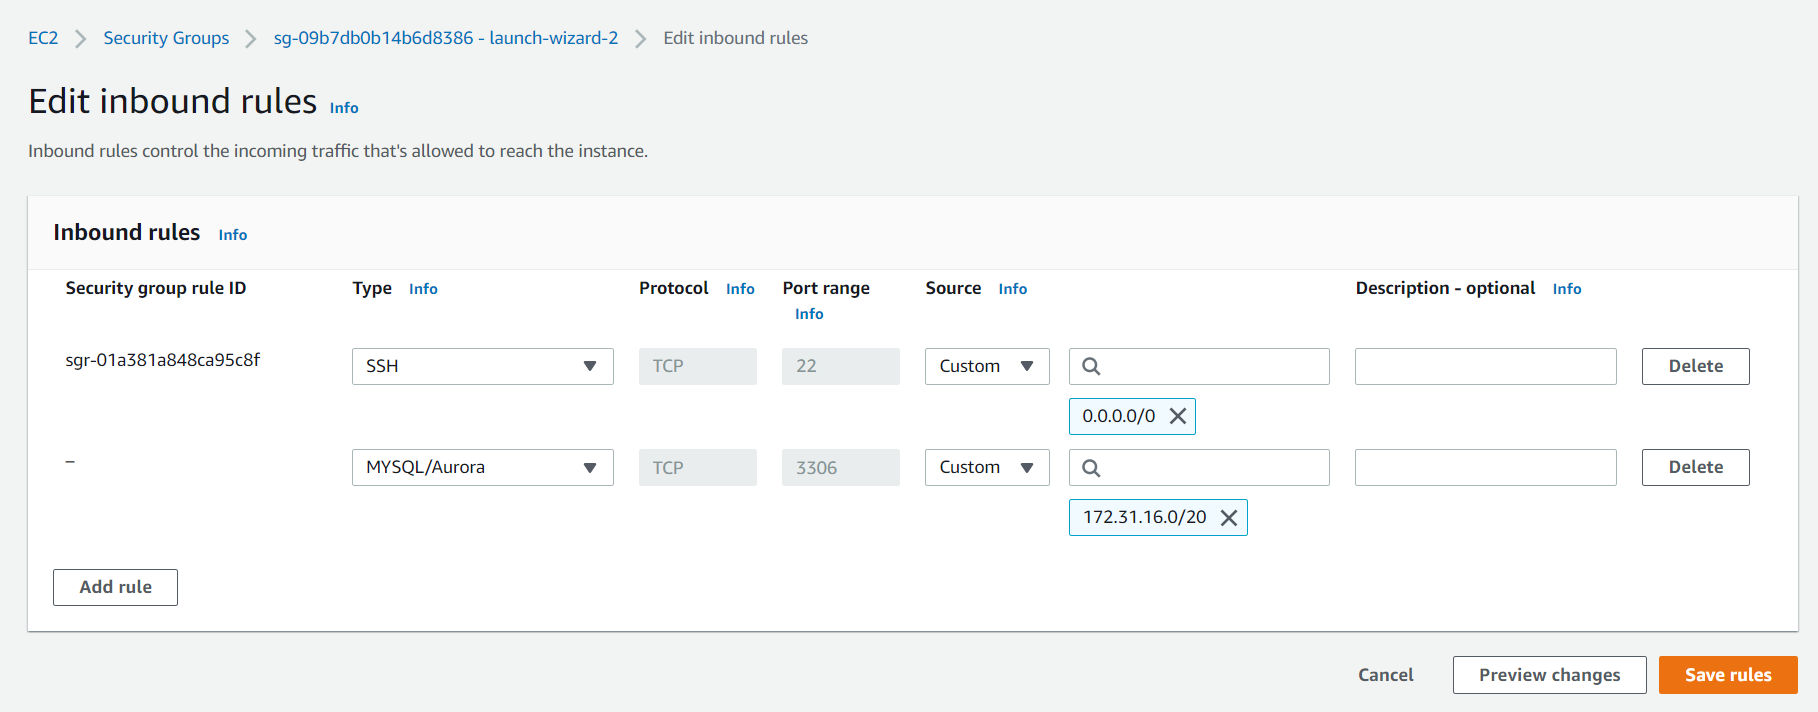 EC2 > Security Groups > sg-09b7db0b14b6d8386 - launch-wizard-2 > Edit inbound rules
Edit inbound rules Info
Inbound rules control the incoming traffic that's allowed to reach the instance.
Inbound rules Info
Security group rule ID Type Info Protocol Info Port range Info Source Info Description - optional Info
sgr-01a381a848ca95c8f SSH TCP 22 Custom Delete
0.0.0.0/0
– MYSQL/Aurora TCP 3306 Custom Delete
172.31.16.0/20
Add rule
Cancel Preview changes Save rules